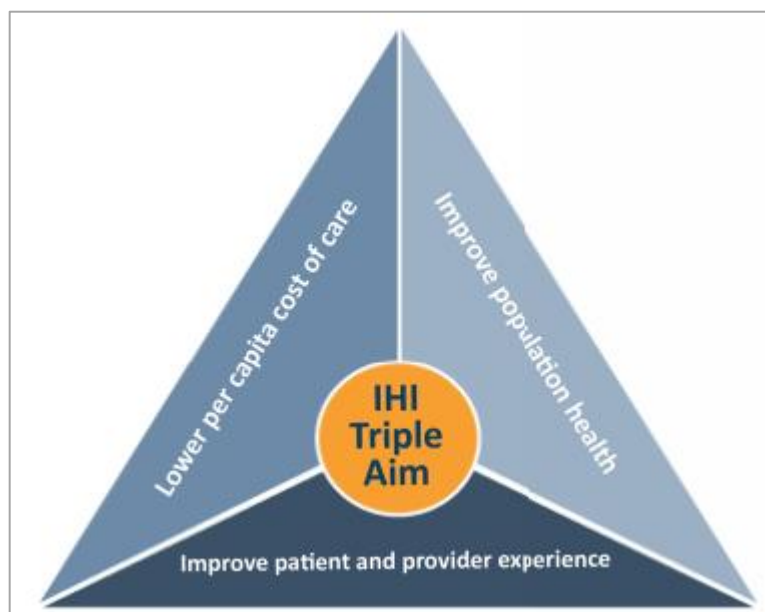 Lower per capita cost of care
Improve population health
IHI
Triple
Aim
Improve patient and provider experience